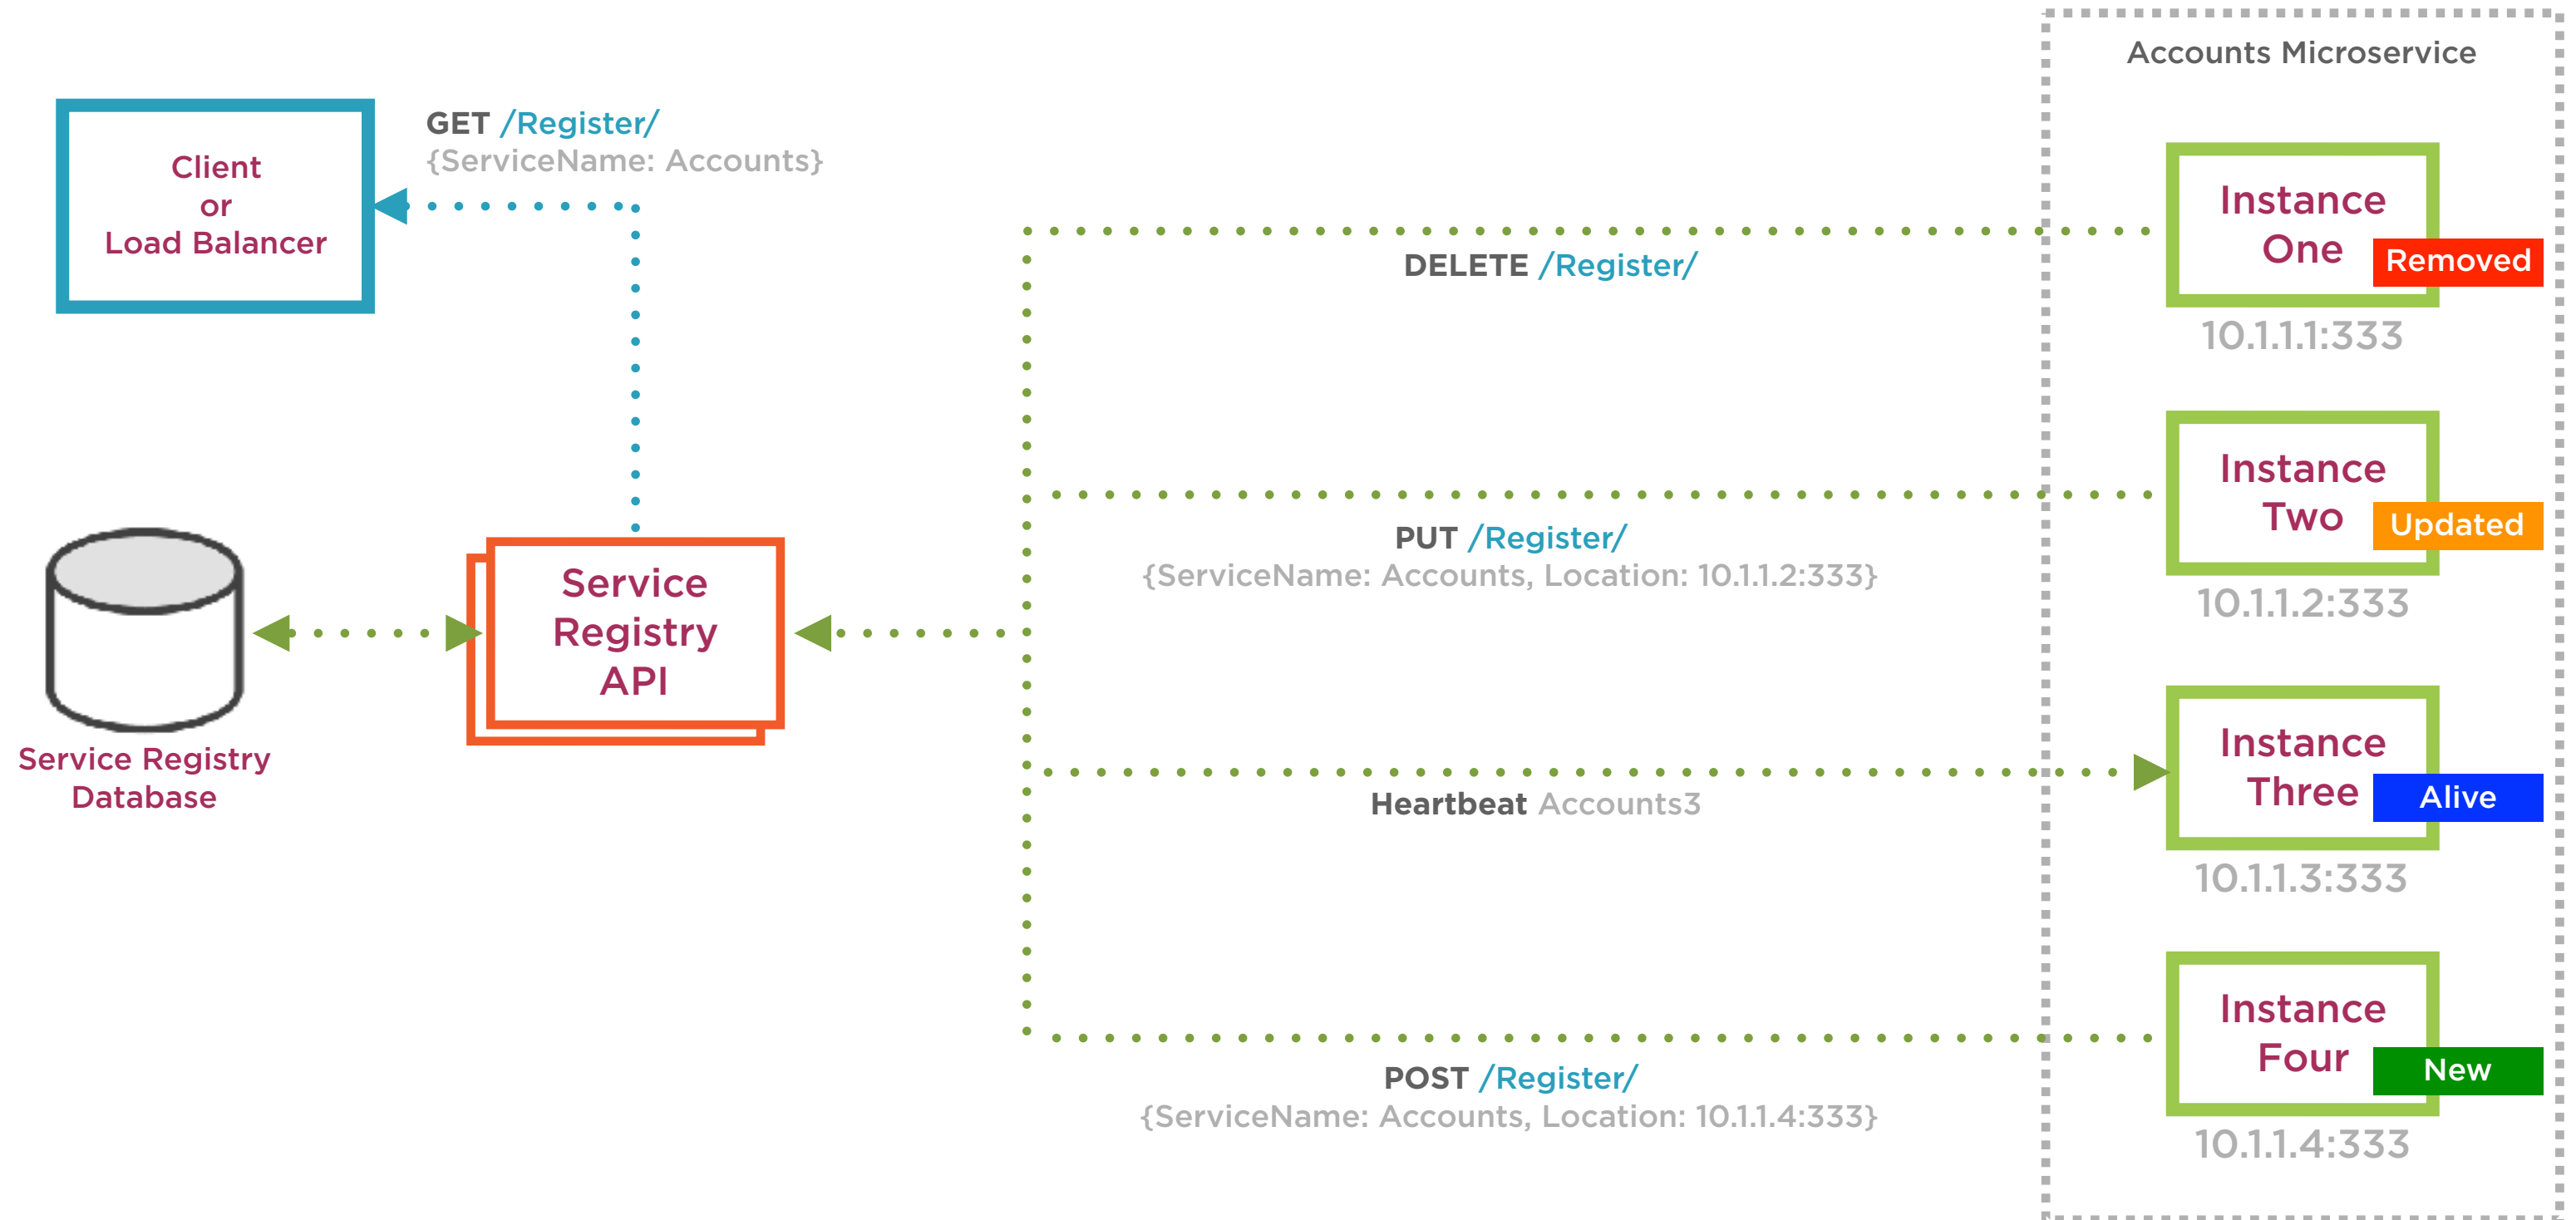 Accounts Microservice
Client
or
Load Balancer
GET /Register/
{ServiceName: Accounts}
DELETE /Register/
Instance
One
Removed
10.1.1.1:333
PUT /Register/
{ServiceName: Accounts, Location: 10.1.1.2:333}
Instance
Two
Updated
10.1.1.2:333
Service Registry
Database
Service
Registry
API
Heartbeat Accounts3
Instance
Three
Alive
10.1.1.3:333
POST /Register/
{ServiceName: Accounts, Location: 10.1.1.4:333}
Instance
Four
New
10.1.1.4:333